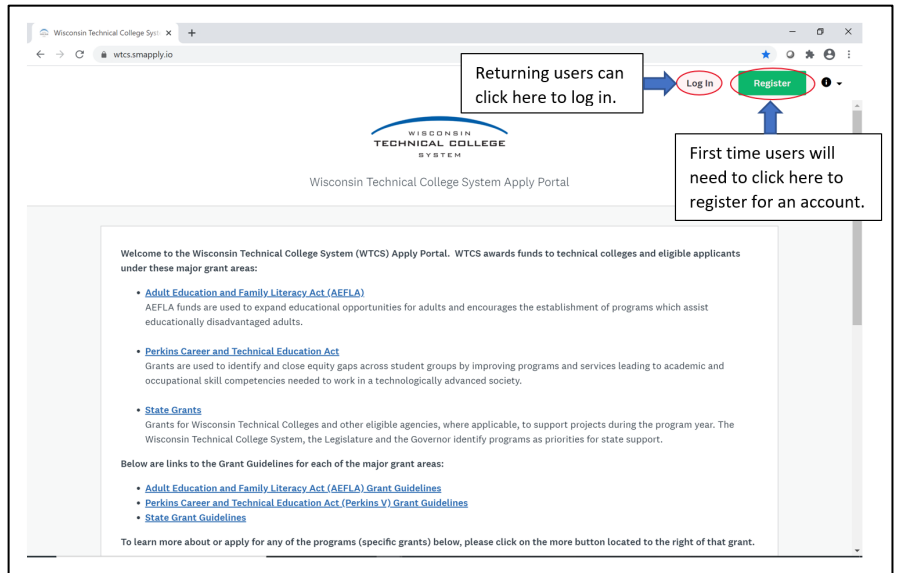 Wisconsin Technical College Syst
wtcs.smapply.io
Returning users can
click here to log in.
Log In
Register
First time users will
need to click here to
register for an account.
WISCONSIN
TECHNICAL COLLEGE
SYSTEM
Wisconsin Technical College System Apply Portal
Welcome to the Wisconsin Technical College System (WTCS) Apply Portal. WTCS awards funds to technical colleges and eligible applicants
under these major grant areas:
• Adult Education and Family Literacy Act (AEFLA)
AEFLA funds are used to expand educational opportunities for adults and encourages the establishment of programs which assist
educationally disadvantaged adults.
• Perkins Career and Technical Education Act
Grants are used to identify and close equity gaps across student groups by improving programs and services leading to academic and
occupational skill competencies needed to work in a technologically advanced society.
• State Grants
Grants for Wisconsin Technical Colleges and other eligible agencies, where applicable, to support projects during the program year. The
Wisconsin Technical College System, the Legislature and the Governor identify programs as priorities for state support.
Below are links to the Grant Guidelines for each of the major grant areas:
• Adult Education and Family Literacy Act (AEFLA) Grant Guidelines
• Perkins Career and Technical Education Act (Perkins V) Grant Guidelines
• State Grant Guidelines
To learn more about or apply for any of the programs (specific grants) below, please click on the more button located to the right of that grant.